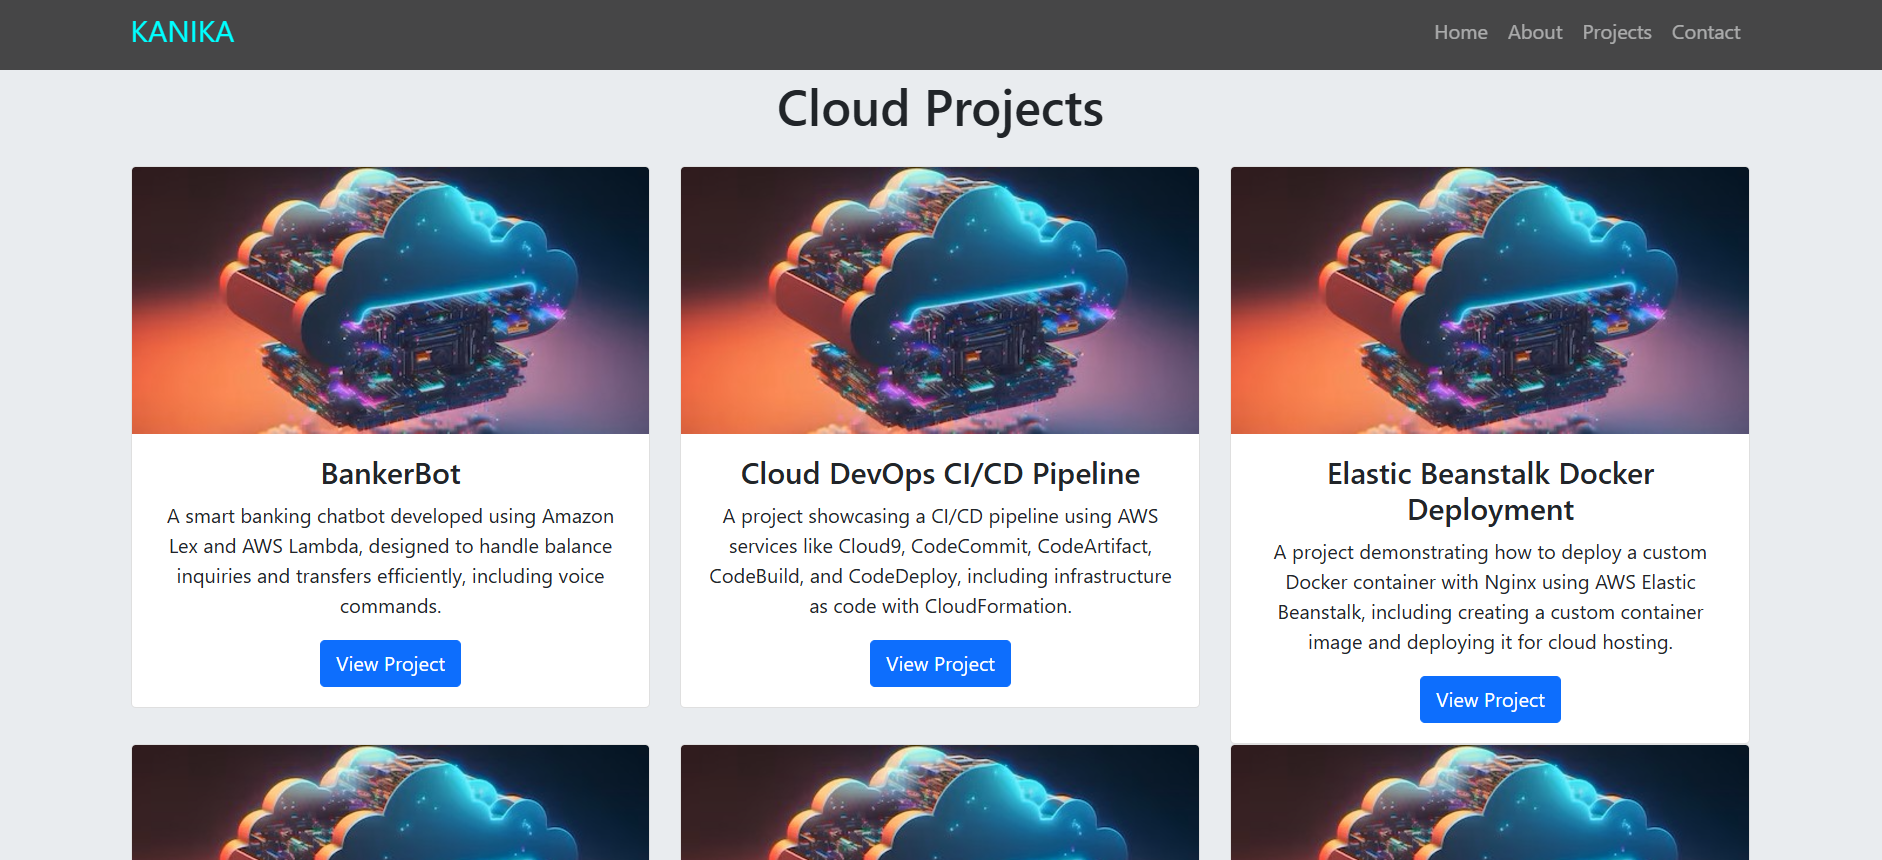 KANIKA
Home About Projects Contact
Cloud Projects
BankerBot
A smart banking chatbot developed using Amazon
Lex and AWS Lambda, designed to handle balance
inquiries and transfers efficiently, including voice
commands.
View Project
Cloud DevOps CI/CD Pipeline
A project showcasing a CI/CD pipeline using AWS
services like Cloud9, CodeCommit, CodeArtifact,
CodeBuild, and CodeDeploy, including infrastructure
as code with CloudFormation.
View Project
Elastic Beanstalk Docker
Deployment
A project demonstrating how to deploy a custom
Docker container with Nginx using AWS Elastic
Beanstalk, including creating a custom container
image and deploying it for cloud hosting.
View Project